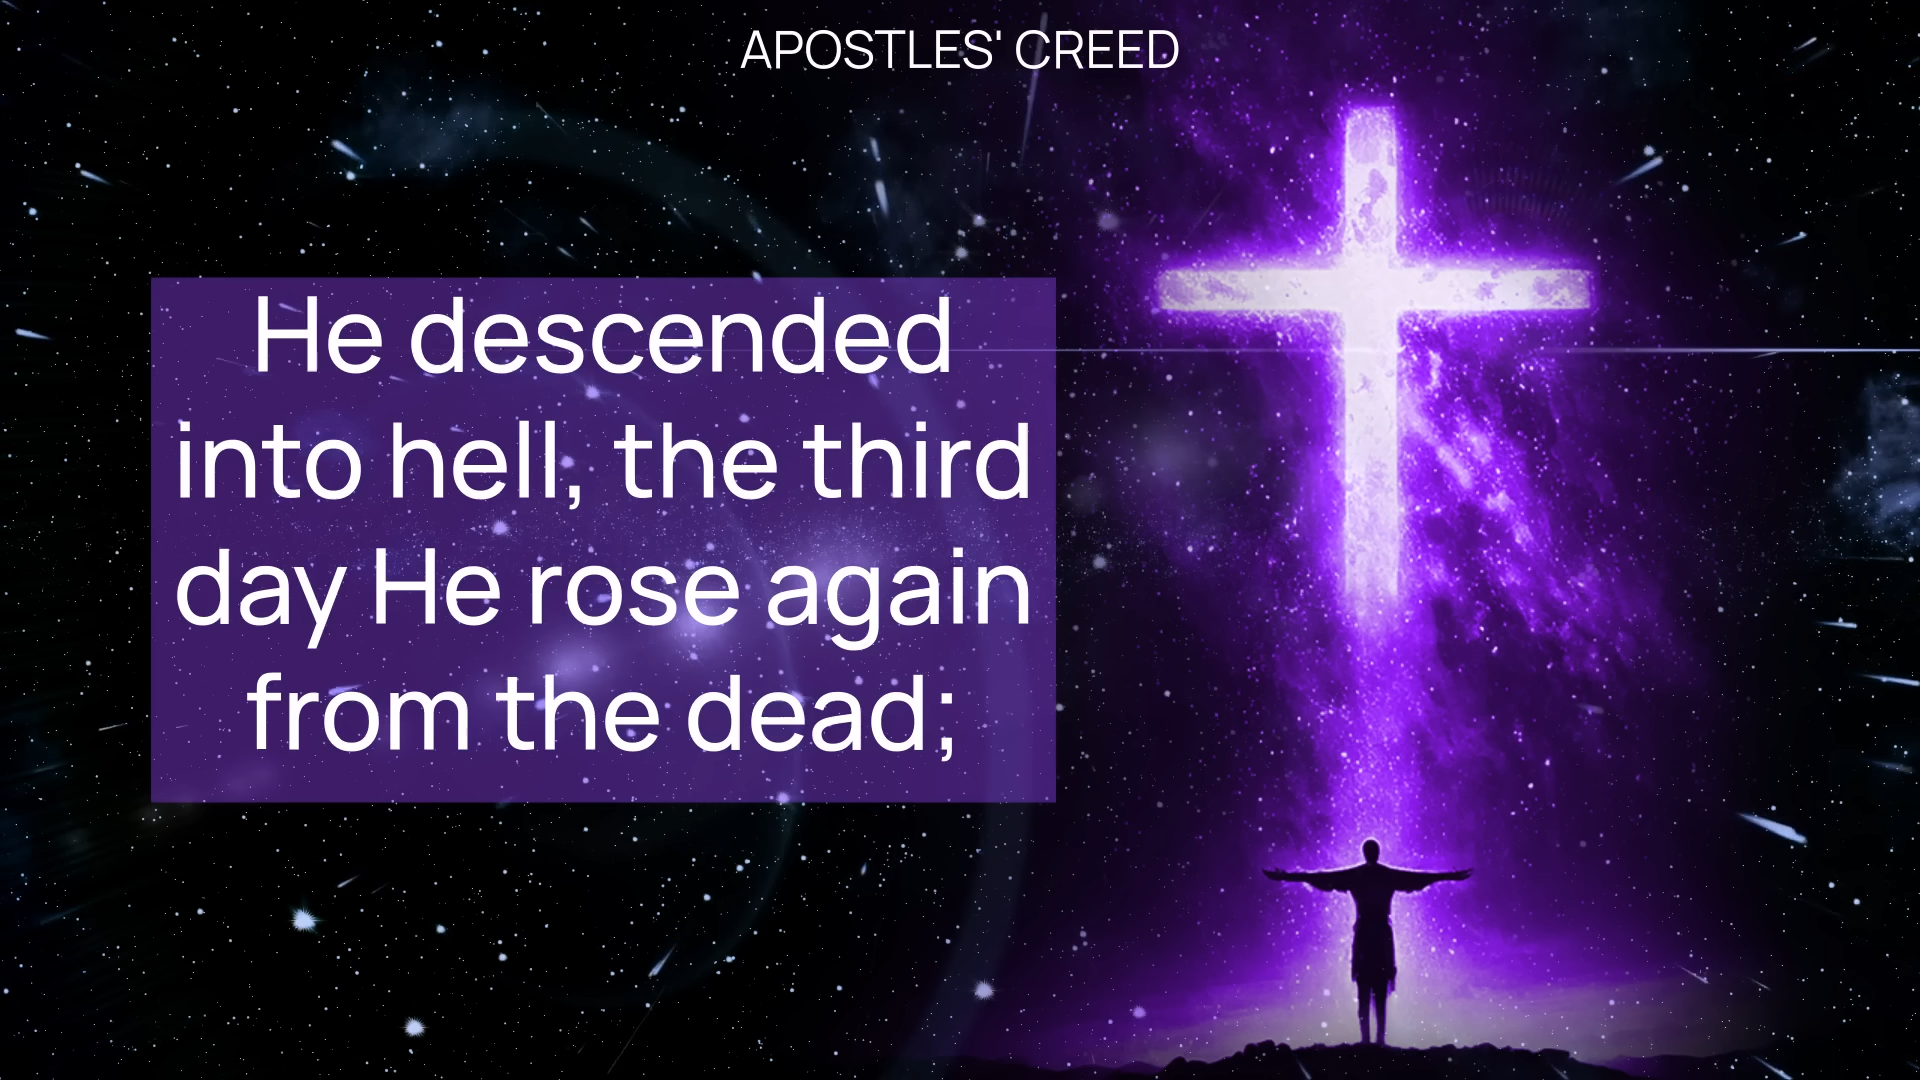 APOSTLES' CREED
He descended
into hell, the third
day He rose again
from the dead;